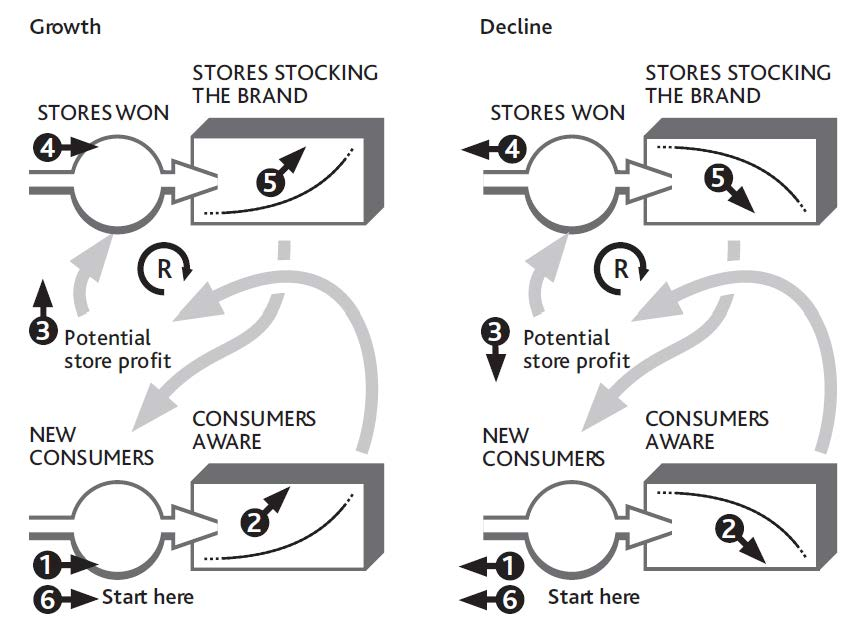 Growth
STORES STOCKING
THE BRAND
STORES WON
4
5
R
3
Potential
store profit
CONSUMERS
AWARE
NEW
CONSUMERS
2
1
6 Start here
Decline
STORES STOCKING
THE BRAND
STORES WON
4
5
R
3
Potential
store profit
CONSUMERS
AWARE
NEW
CONSUMERS
2
1
6 Start here